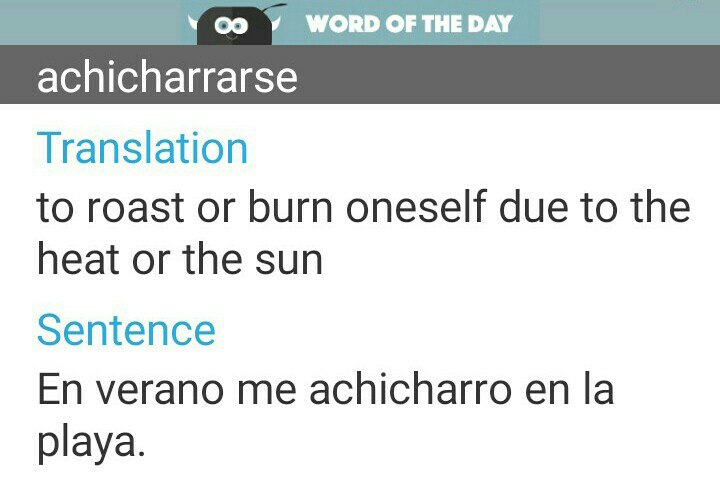 WORD OF THE DAY
achicharrarse
Translation
to roast or burn oneself due to the
heat or the sun
Sentence
En verano me achicharro en la
playa.